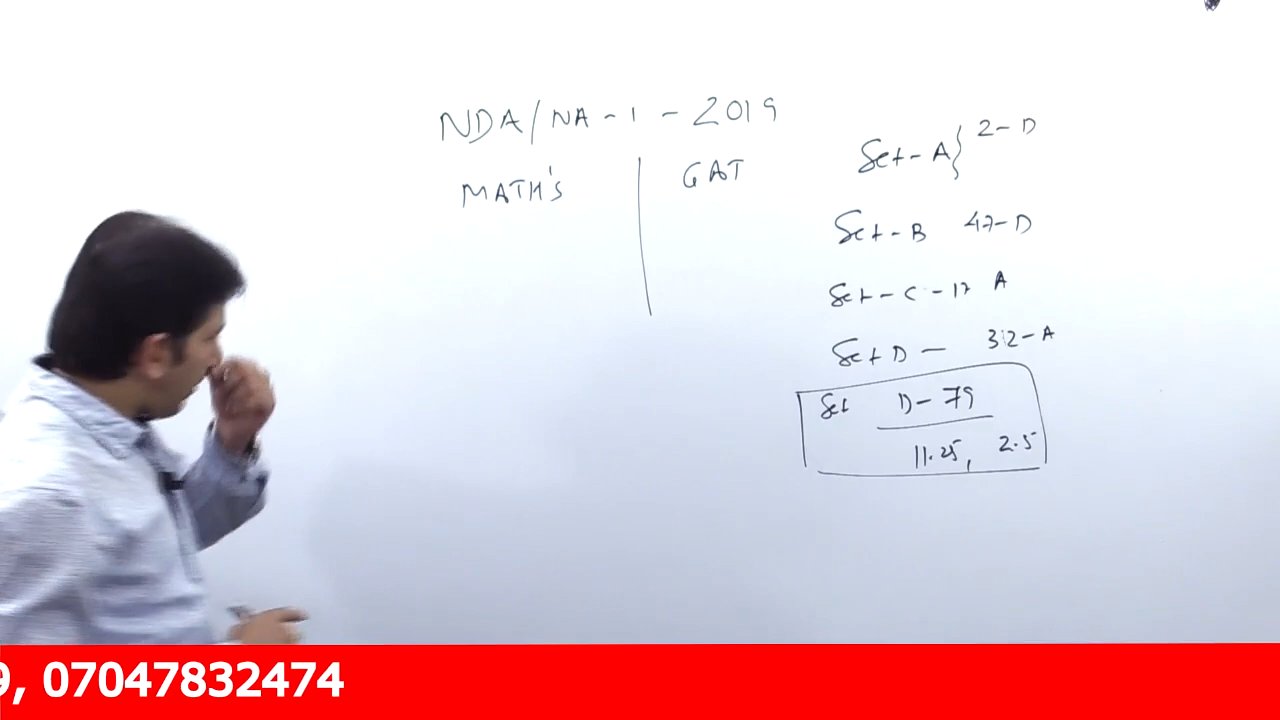 NDA/NA-1-2019
MATH's GAT
Set-A} 2-D
Set-B 47-D
Set-C-17 A
Set D- 32-A
Set D-79
11.25, 2.5
9, 07047832474